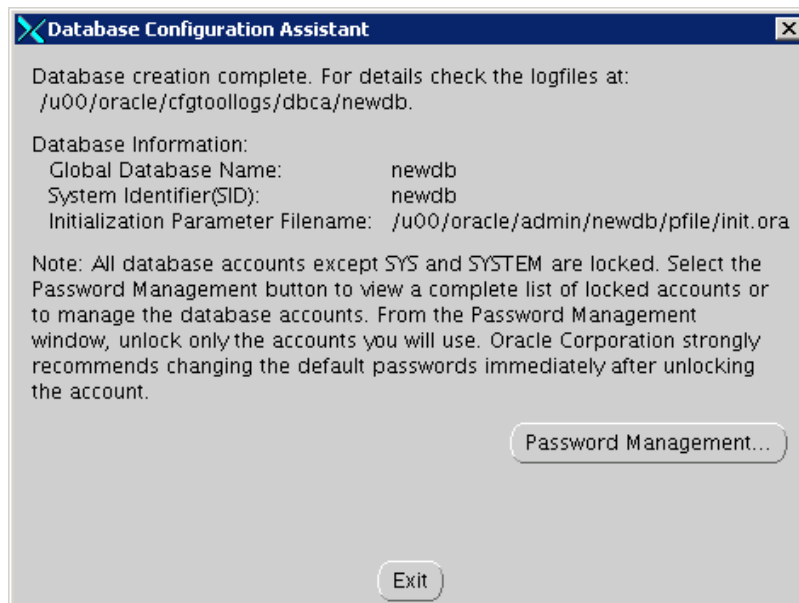 Database Configuration Assistant
Database creation complete. For details check the logfiles at:
/u00/oracle/cfgtoollogs/dbca/newdb.
Database Information:
Global Database Name: newdb
System Identifier(SID): newdb
Initialization Parameter Filename: /u00/oracle/admin/newdb/pfile/init.ora
Note: All database accounts except SYS and SYSTEM are locked. Select the
Password Management button to view a complete list of locked accounts or
to manage the database accounts. From the Password Management
window, unlock only the accounts you will use. Oracle Corporation strongly
recommends changing the default passwords immediately after unlocking
the account.
Password Management...
Exit